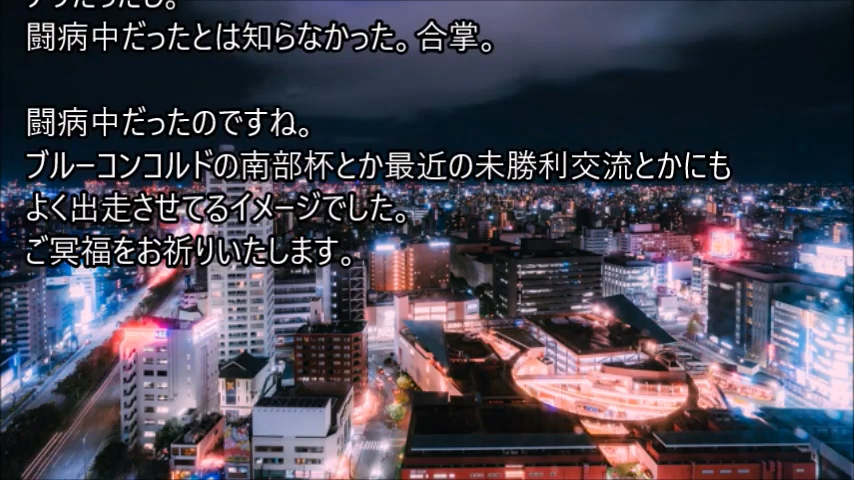 闘病中だったとは知らなかった。合掌。
闘病中だったのですね。
ブルーコンコルドの南部杯とか最近の未勝利交流とかにも
よく出走させてるイメージでした。
ご冥福をお祈りいたします。